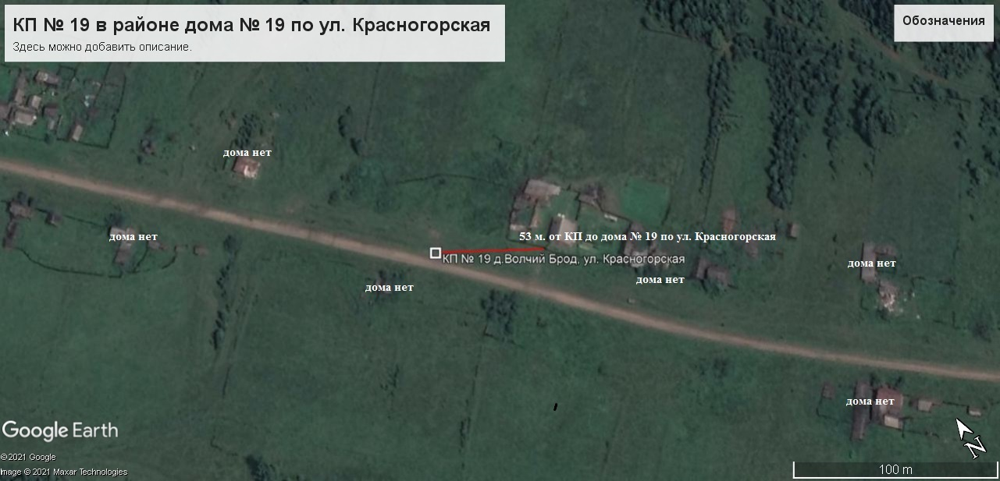 КП № 19 в районе дома № 19 по ул. Красногорская
Здесь можно добавить описание.
Обозначения
дома нет
дома нет
53 м. от КП до дома № 19 по ул. Красногорская
КП № 19 д.Волчий Брод, ул. Красногорская
дома нет
дома нет
дома нет
дома нет
Google Earth
©2021 Google
Image © 2021 Maxar Technologies
N
100 m